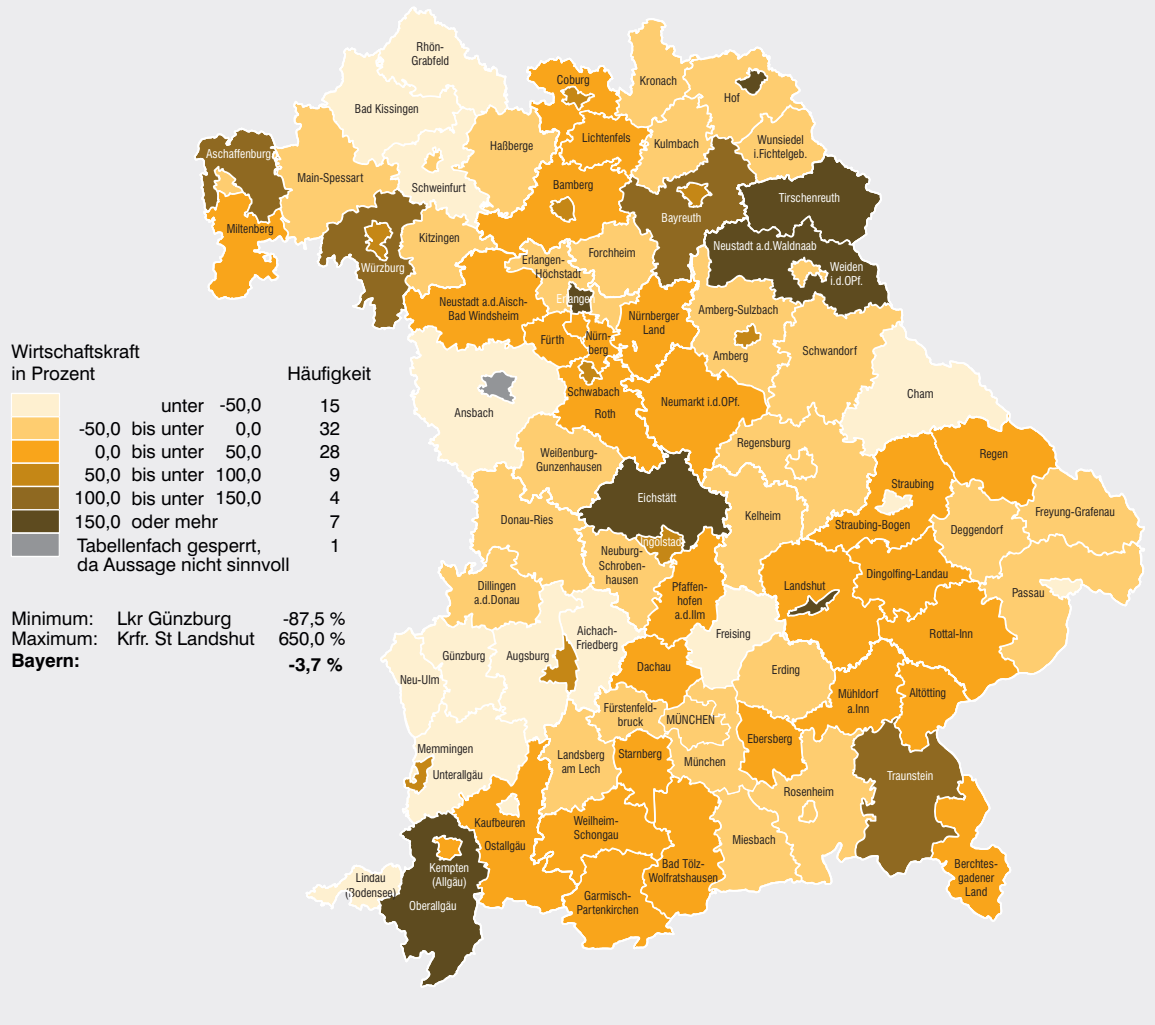 Rhön-
Grabfeld
Coburg
Kronach
Hof
Bad Kissingen
Lichtenfels
Haßberge
Kulmbach
Wunsiedel
i.Fichtelgeb.
Aschaffenburg
Main-Spessart
Schweinfurt
Bamberg
Tirschenreuth
Bayreuth
Miltenberg
Kitzingen
Neustadt a.d.Waldnaab
Forchheim
Erlangen-
Höchstadt
Weiden
i.d.OPf.
Würzburg
Erlangen
Neustadt a.d.Aisch-
Bad Windsheim
Amberg-Sulzbach
Nürnberger
Land
Fürth
Nürn-
berg
Amberg
Schwandorf
Wirtschaftskraft
in Prozent Häufigkeit
unter -50,0 15
-50,0 bis unter 0,0 32
0,0 bis unter 50,0 28
50,0 bis unter 100,0 9
100,0 bis unter 150,0 4
150,0 oder mehr 7
Tabellenfach gesperrt, 1
da Aussage nicht sinnvoll
Minimum: Lkr Günzburg -87,5 %
Maximum: Krfr. St Landshut 650,0 %
Bayern: -3,7 %
Ansbach
Schwabach
Roth
Neumarkt i.d.OPf.
Cham
Weißenburg-
Gunzenhausen
Regensburg
Regen
Straubing
Eichstätt
Donau-Ries
Kelheim
Straubing-Bogen
Deggendorf
Freyung-Grafenau
Ingolstadt
Neuburg-
Schroben-
hausen
Dillingen
a.d.Donau
Pfaffen-
hofen
a.d.Ilm
Landshut
Dingolfing-Landau
Passau
Aichach-
Friedberg
Freising
Rottal-Inn
Günzburg
Augsburg
Neu-Ulm
Dachau
Erding
Mühldorf
a.Inn
Altötting
Fürstenfeld-
bruck
MÜNCHEN
Ebersberg
Memmingen
Unterallgäu
Landsberg
am Lech
Starnberg
München
Traunstein
Rosenheim
Kaufbeuren
Ostallgäu
Weilheim-
Schongau
Miesbach
Bad Tölz-
Wolfratshausen
Berchtes-
gadener
Land
Lindau
(Bodensee)
Kempten
(Allgäu)
Oberallgäu
Garmisch-
Partenkirchen